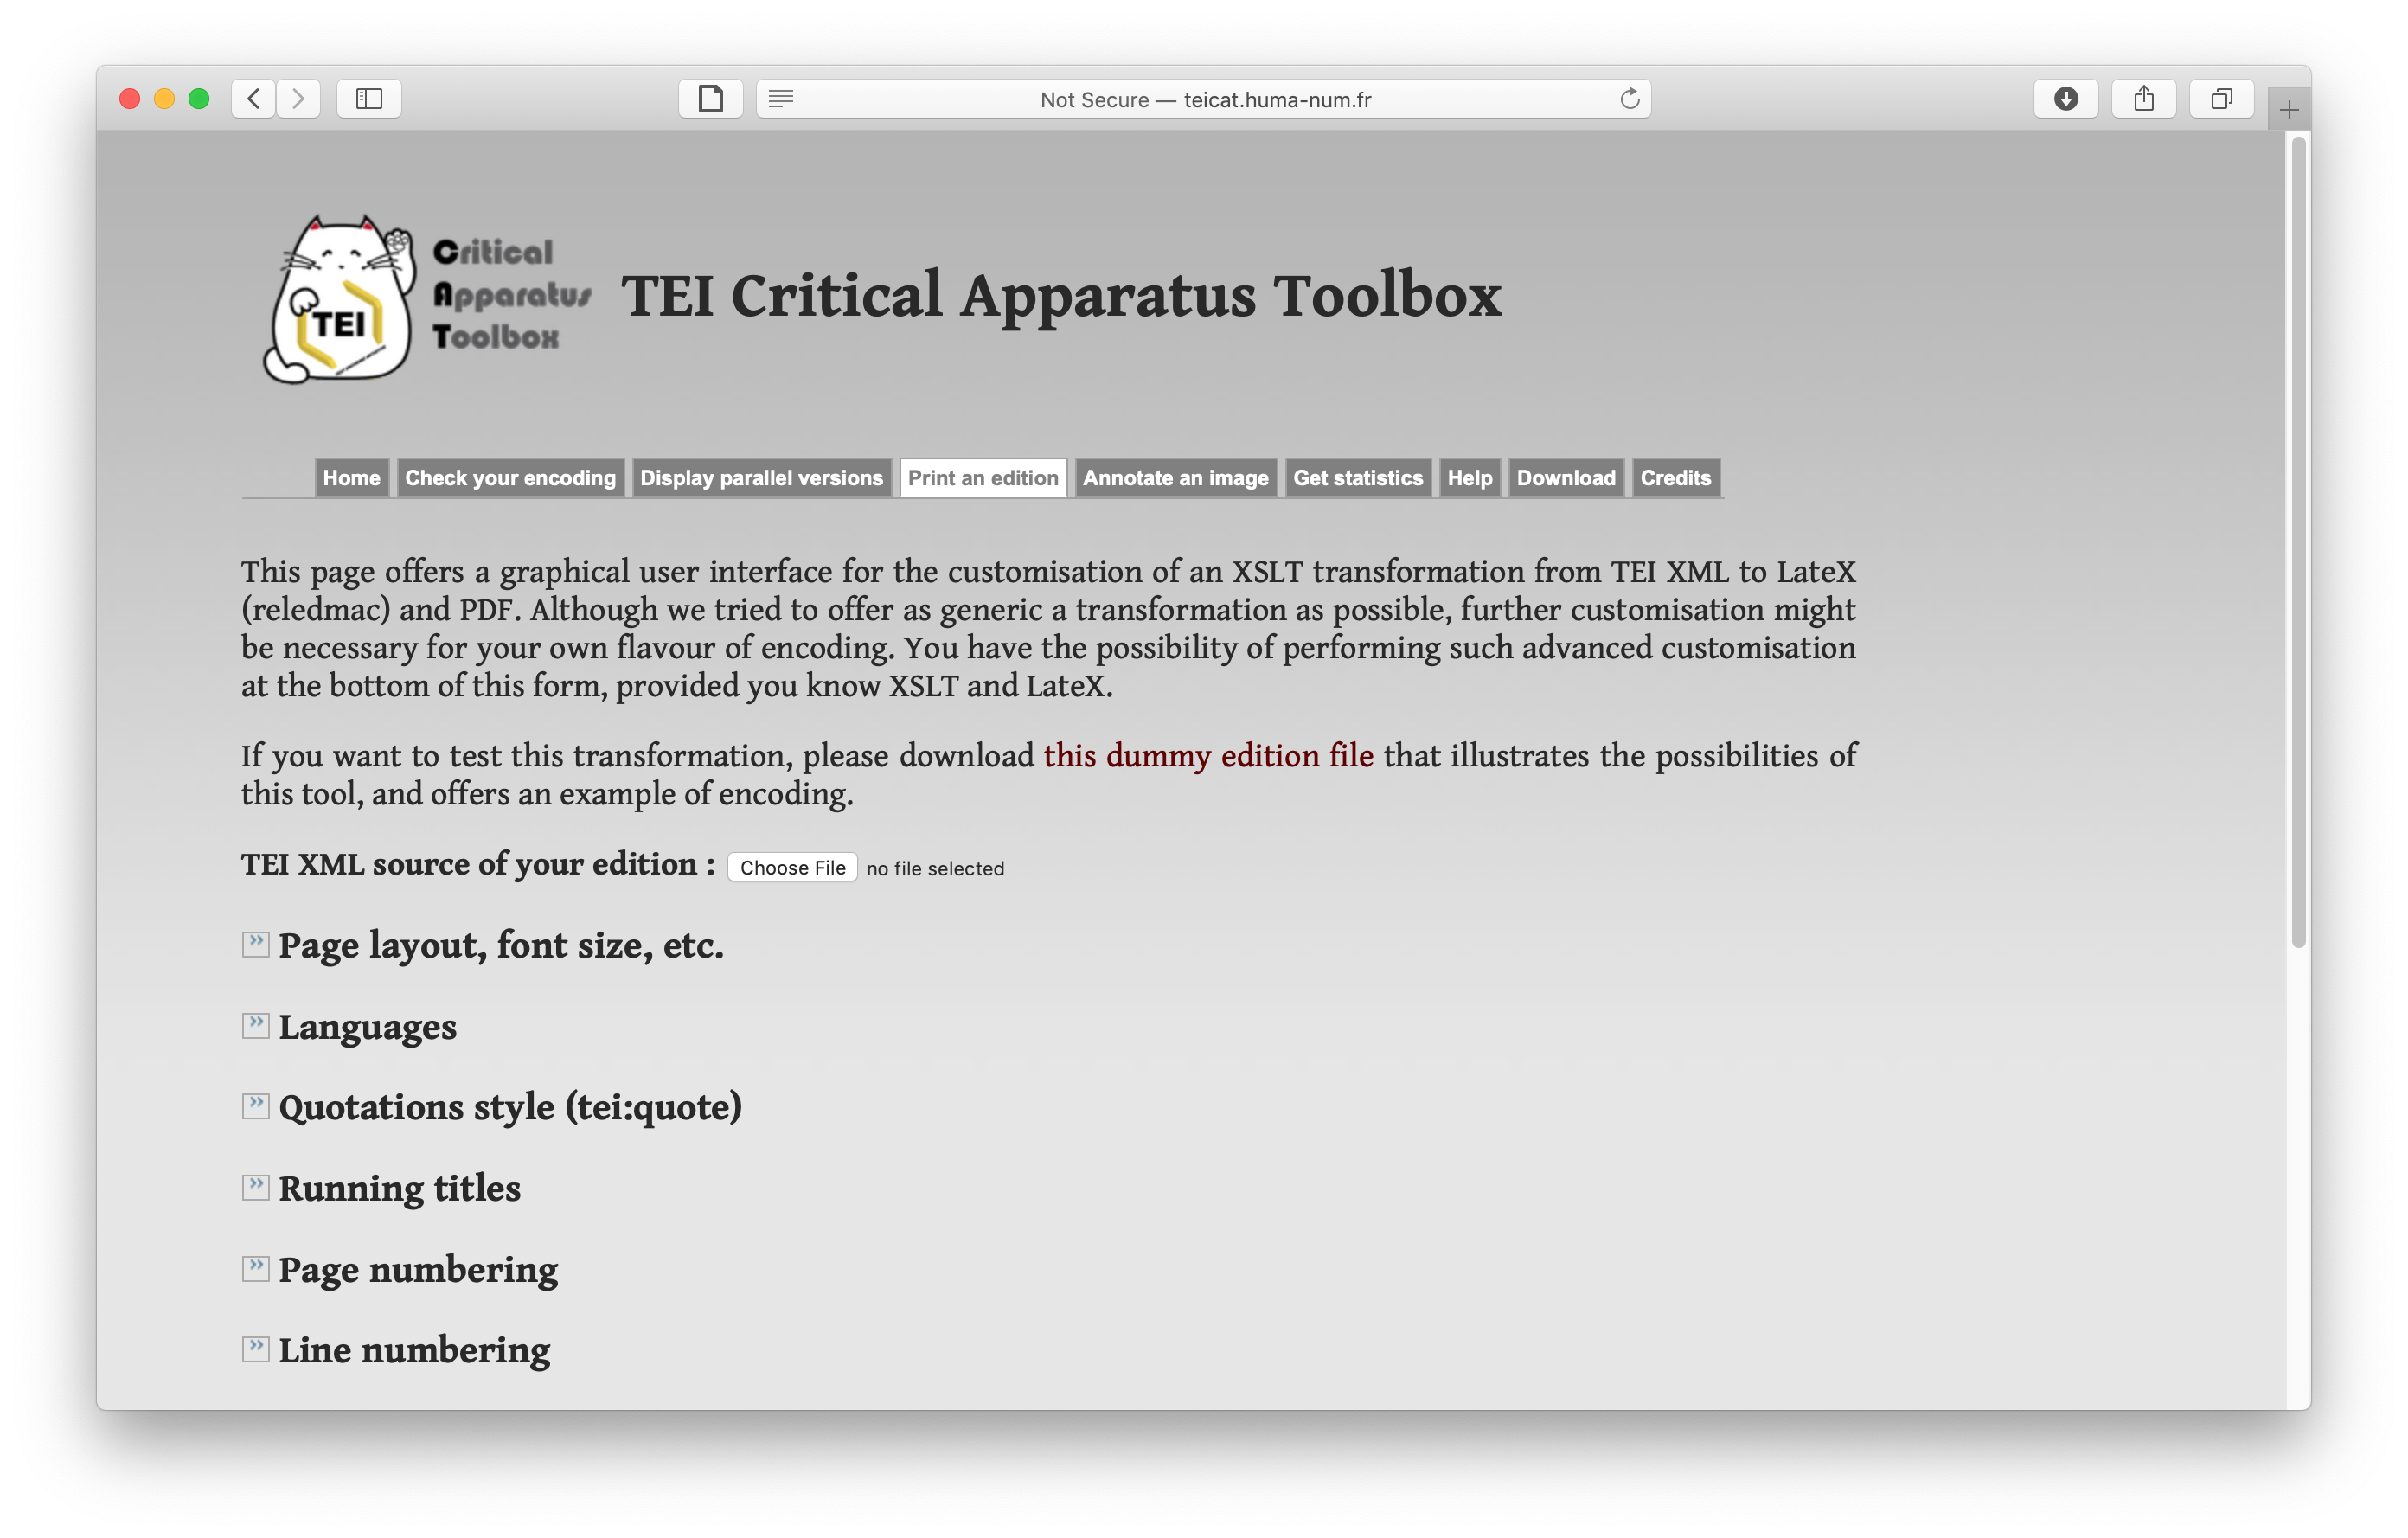 Not Secure — teicat.huma-num.fr
Critical
Apparatus
Toolbox
TEI
TEI Critical Apparatus Toolbox
Home Check your encoding Display parallel versions Print an edition Annotate an image Get statistics Help Download Credits
This page offers a graphical user interface for the customisation of an XSLT transformation from TEI XML to LateX
(reledmac) and PDF. Although we tried to offer as generic a transformation as possible, further customisation might
be necessary for your own flavour of encoding. You have the possibility of performing such advanced customisation
at the bottom of this form, provided you know XSLT and LateX.
If you want to test this transformation, please download this dummy edition file that illustrates the possibilities of
this tool, and offers an example of encoding.
TEI XML source of your edition : Choose File no file selected
» Page layout, font size, etc.
» Languages
» Quotations style (tei:quote)
» Running titles
» Page numbering
» Line numbering